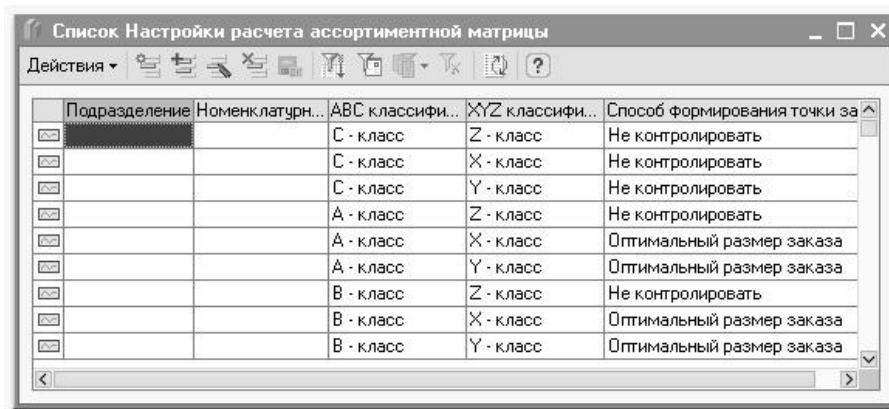 Список Настройки расчета ассортиментной матрицы
Действия
Подразделение Номенклатурн... ABC классифи... XYZ классифи... Способ формирования точки за
C - класс Z - класс Не контролировать
C - класс X - класс Не контролировать
C - класс Y - класс Не контролировать
A - класс Z - класс Не контролировать
A - класс X - класс Оптимальный размер заказа
A - класс Y - класс Оптимальный размер заказа
B - класс Z - класс Не контролировать
B - класс X - класс Оптимальный размер заказа
B - класс Y - класс Оптимальный размер заказа